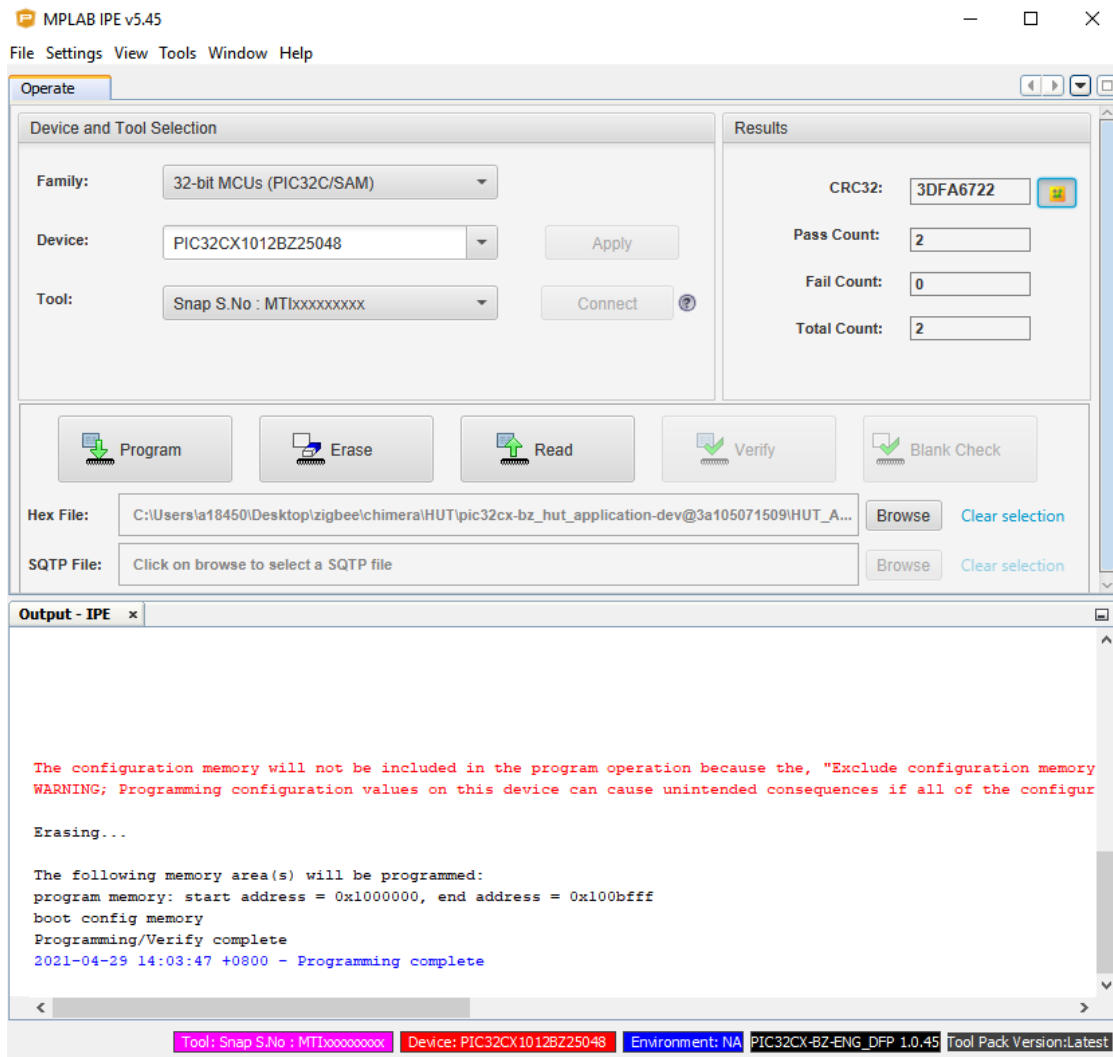 MPLAB IPE v5.45
File Settings View Tools Window Help
Operate
Device and Tool Selection
Family:
32-bit MCUs (PIC32C/SAM)
Device:
PIC32CX1012BZ25048
Apply
Tool:
Snap S.No : MTIxxxxxxxxx
Connect
Results
CRC32:
3DFA6722
Pass Count:
2
Fail Count:
0
Total Count:
2
Program
Erase
Read
Verify
Blank Check
Hex File:
C:\Users\a18450\Desktop\zigbee\chimera\HUT\pic32cx-bz_hut_application-dev@3a105071509\HUT_A...
Browse
Clear selection
SQTP File:
Click on browse to select a SQTP file
Browse
Clear selection
Output - IPE
The configuration memory will not be included in the program operation because the, "Exclude configuration memory
WARNING; Programming configuration values on this device can cause unintended consequences if all of the configur
Erasing...
The following memory area(s) will be programmed:
program memory: start address = 0x1000000, end address = 0x100bfff
boot config memory
Programming/Verify complete
2021-04-29 14:03:47 +0800 - Programming complete
Tool: Snap S.No : MTIxxxxxxxxx
Device: PIC32CX1012BZ25048
Environment: NA
PIC32CX-BZ-ENG_DFP 1.0.45
Tool Pack Version:Latest